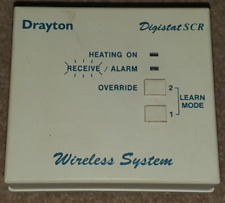 Drayton Digistat SCR
HEATING ON
RECEIVE / ALARM
OVERRIDE 2
LEARN
MODE
1
Wireless System